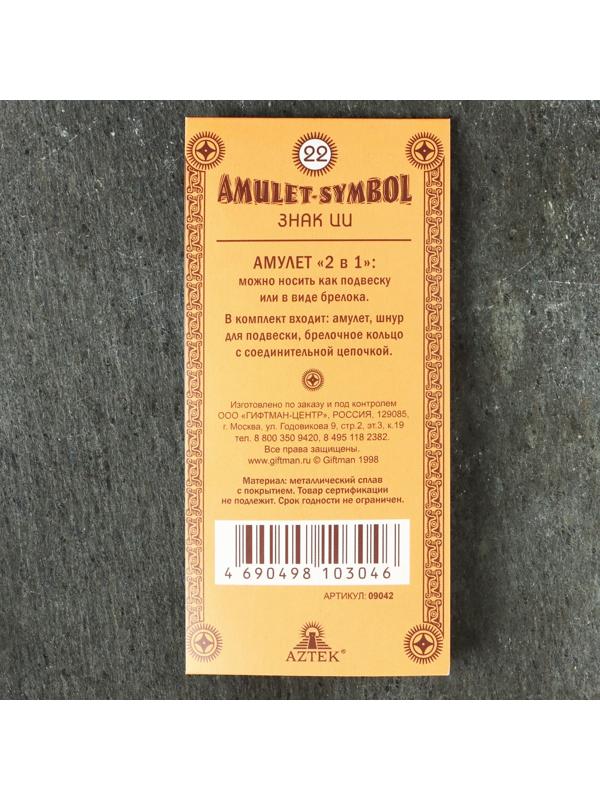 22
AMULET-SYMBOL
ЗНАК ЦИ
АМУЛЕТ «2 в 1»:
можно носить как подвеску
или в виде брелока.
В комплект входит: амулет, шнур
для подвески, брелочное кольцо
с соединительной цепочкой.
Изготовлено по заказу и под контролем
ООО «ГИФТМАН-ЦЕНТР», РОССИЯ, 129085,
г. Москва, ул. Годовикова 9, стр.2, эт.3, к.19
тел. 8 800 350 9420, 8 495 118 2382.
Все права защищены.
www.giftman.ru © Giftman 1998
Материал: металлический сплав
с покрытием. Товар сертификации
не подлежит. Срок годности не ограничен.
4 690498 103046
АРТИКУЛ: 09042
AZTEK®